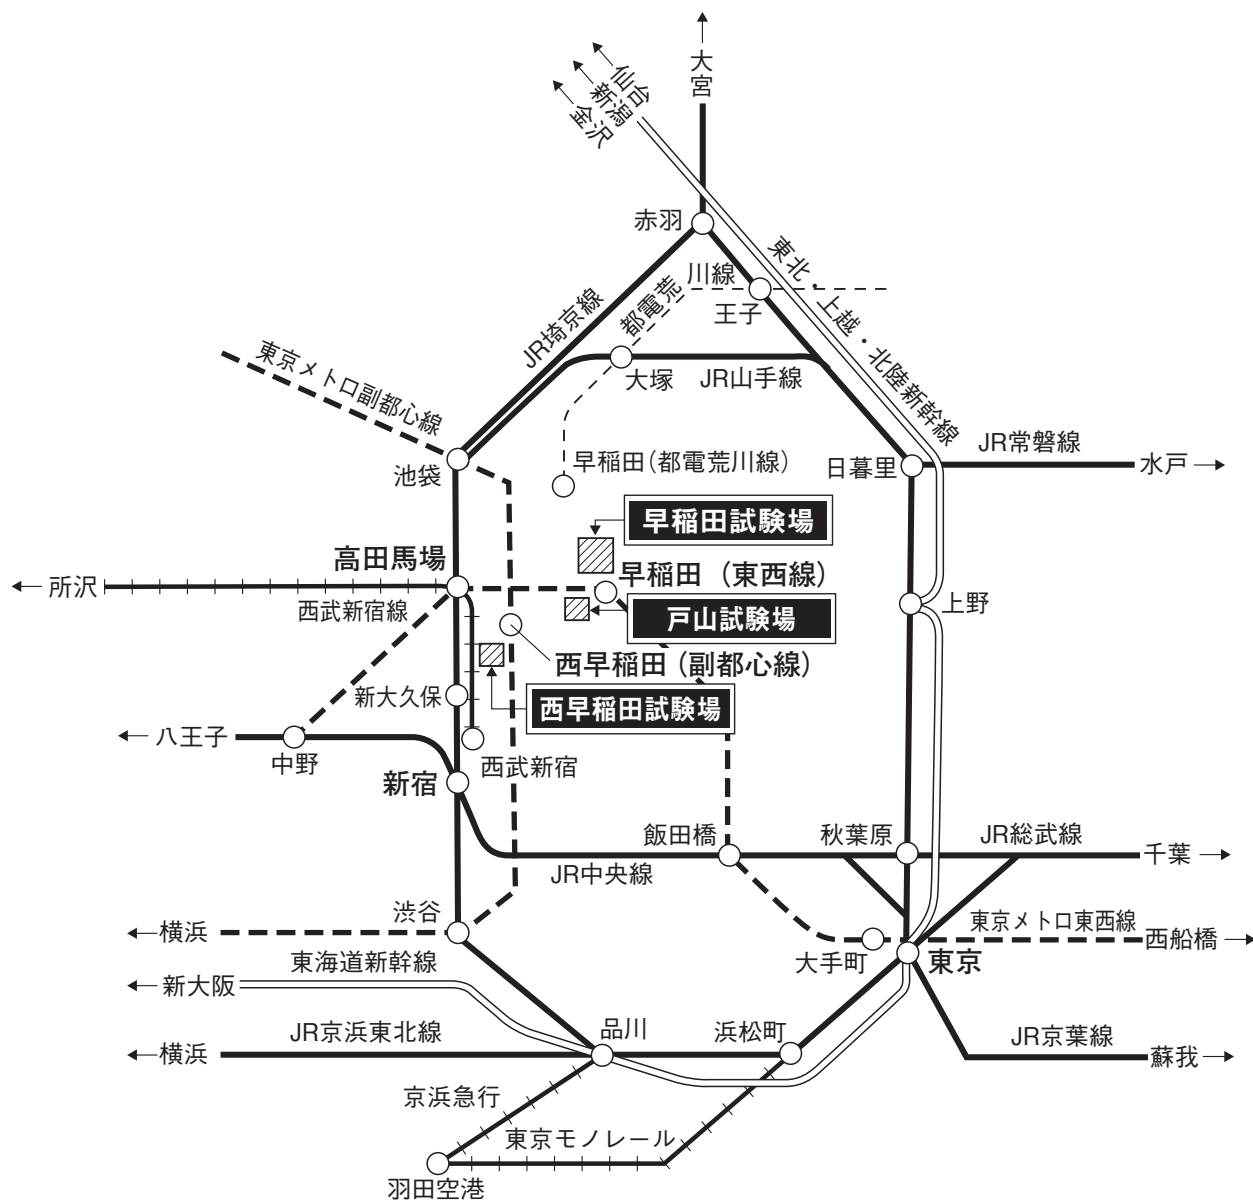 大宮
仙台
新潟
金沢
赤羽
東北・上越・北陸新幹線
都電荒川線
王子
JR埼京線
大塚
JR山手線
東京メトロ副都心線
池袋
早稲田(都電荒川線)
日暮里
JR常磐線
水戸
早稲田試験場
高田馬場
早稲田(東西線)
所沢
西武新宿線
戸山試験場
上野
西早稲田(副都心線)
新大久保
西早稲田試験場
八王子
中野
西武新宿
新宿
飯田橋
秋葉原
JR総武線
千葉
JR中央線
渋谷
横浜
東京メトロ東西線
西船橋
大手町
東京
東海道新幹線
新大阪
JR京浜東北線
品川
浜松町
JR京葉線
横浜
蘇我
京浜急行
東京モノレール
羽田空港